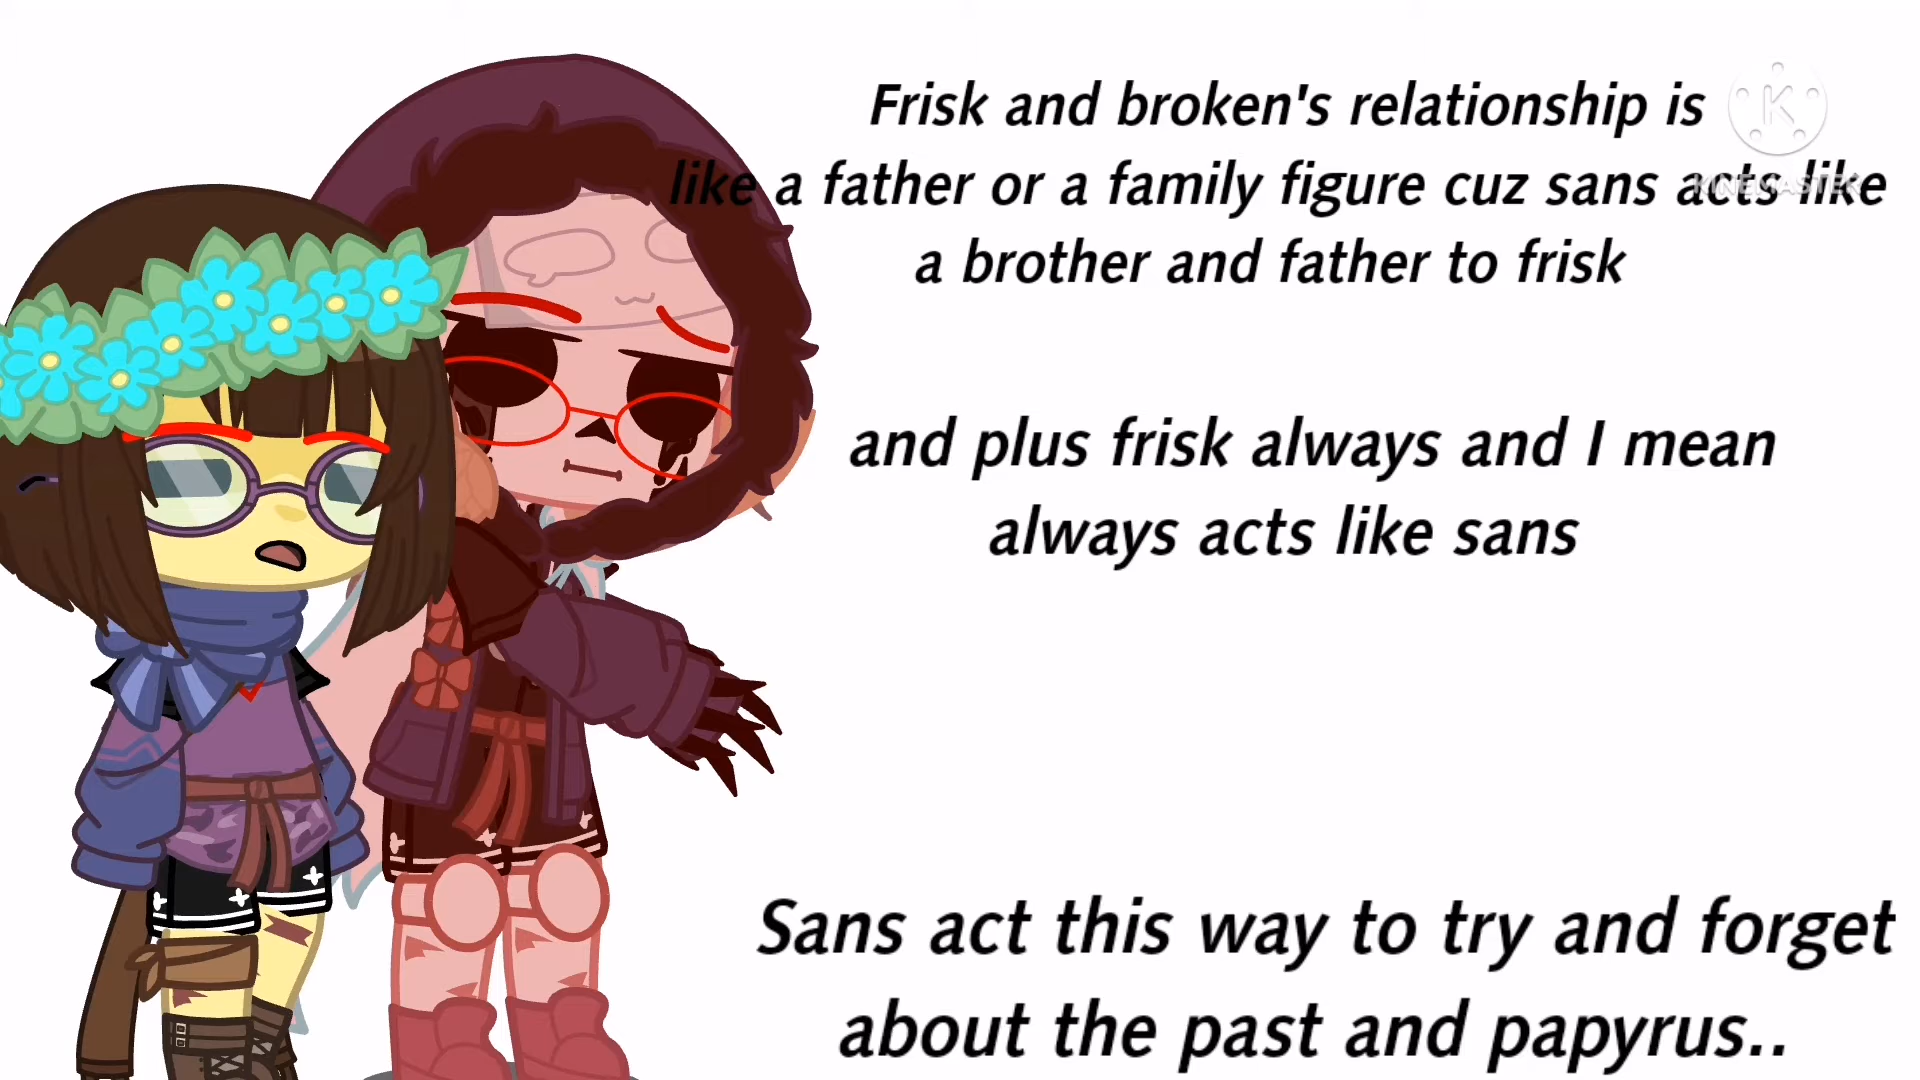 Frisk and broken's relationship is
like a father or a family figure cuz sans acts like
a brother and father to frisk
and plus frisk always and I mean
always acts like sans
Sans act this way to try and forget
about the past and papyrus..
K
KINEMASTER